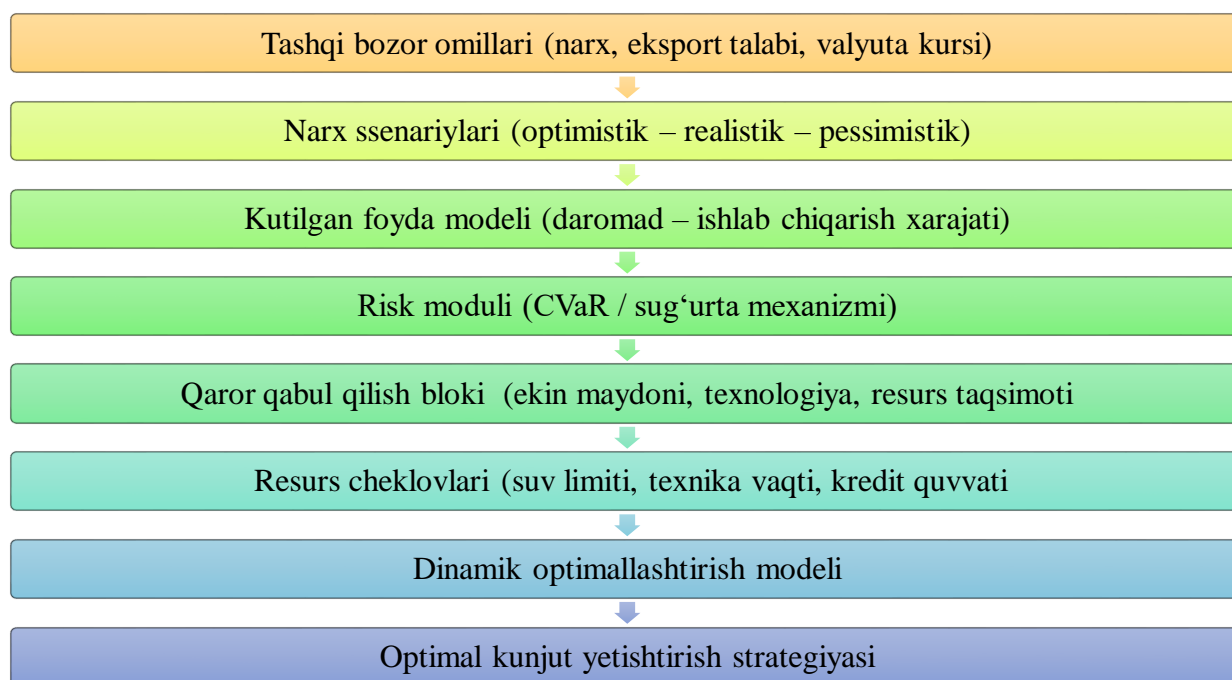 Tashqi bozor omillari (narx, eksport talabi, valyuta kursi)
Narx ssenariylari (optimistik – realistik – pessimistik)
Kutilgan foyda modeli (daromad – ishlab chiqarish xarajati)
Risk moduli (CVaR / sug‘urta mexanizmi)
Qaror qabul qilish bloki (ekin maydoni, texnologiya, resurs taqsimoti
Resurs cheklovlari (suv limiti, texnika vaqti, kredit quvvati
Dinamik optimallashtirish modeli
Optimal kunjut yetishtirish strategiyasi